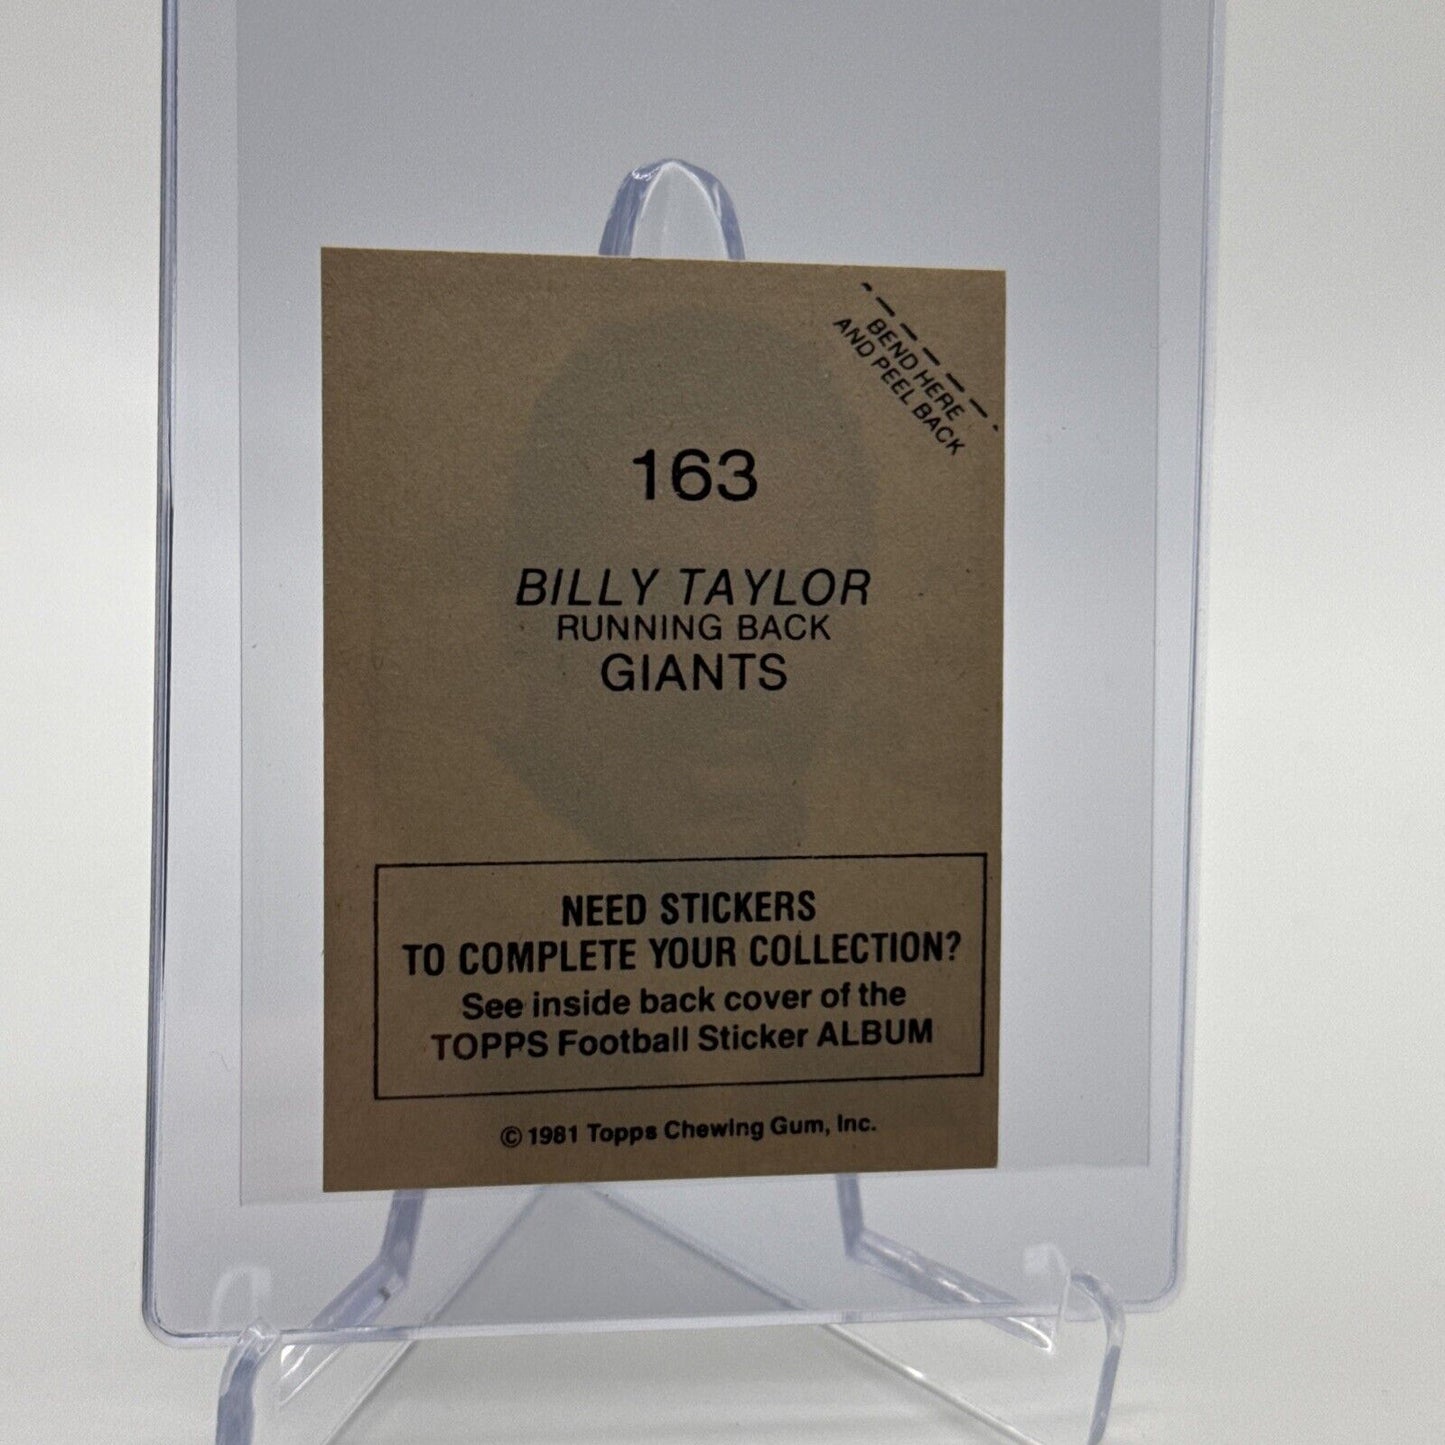 BEND HERE
AND PEEL BACK
163
BILLY TAYLOR
RUNNING BACK
GIANTS
NEED STICKERS
TO COMPLETE YOUR COLLECTION?
See inside back cover of the
TOPPS Football Sticker ALBUM
© 1981 Topps Chewing Gum, Inc.